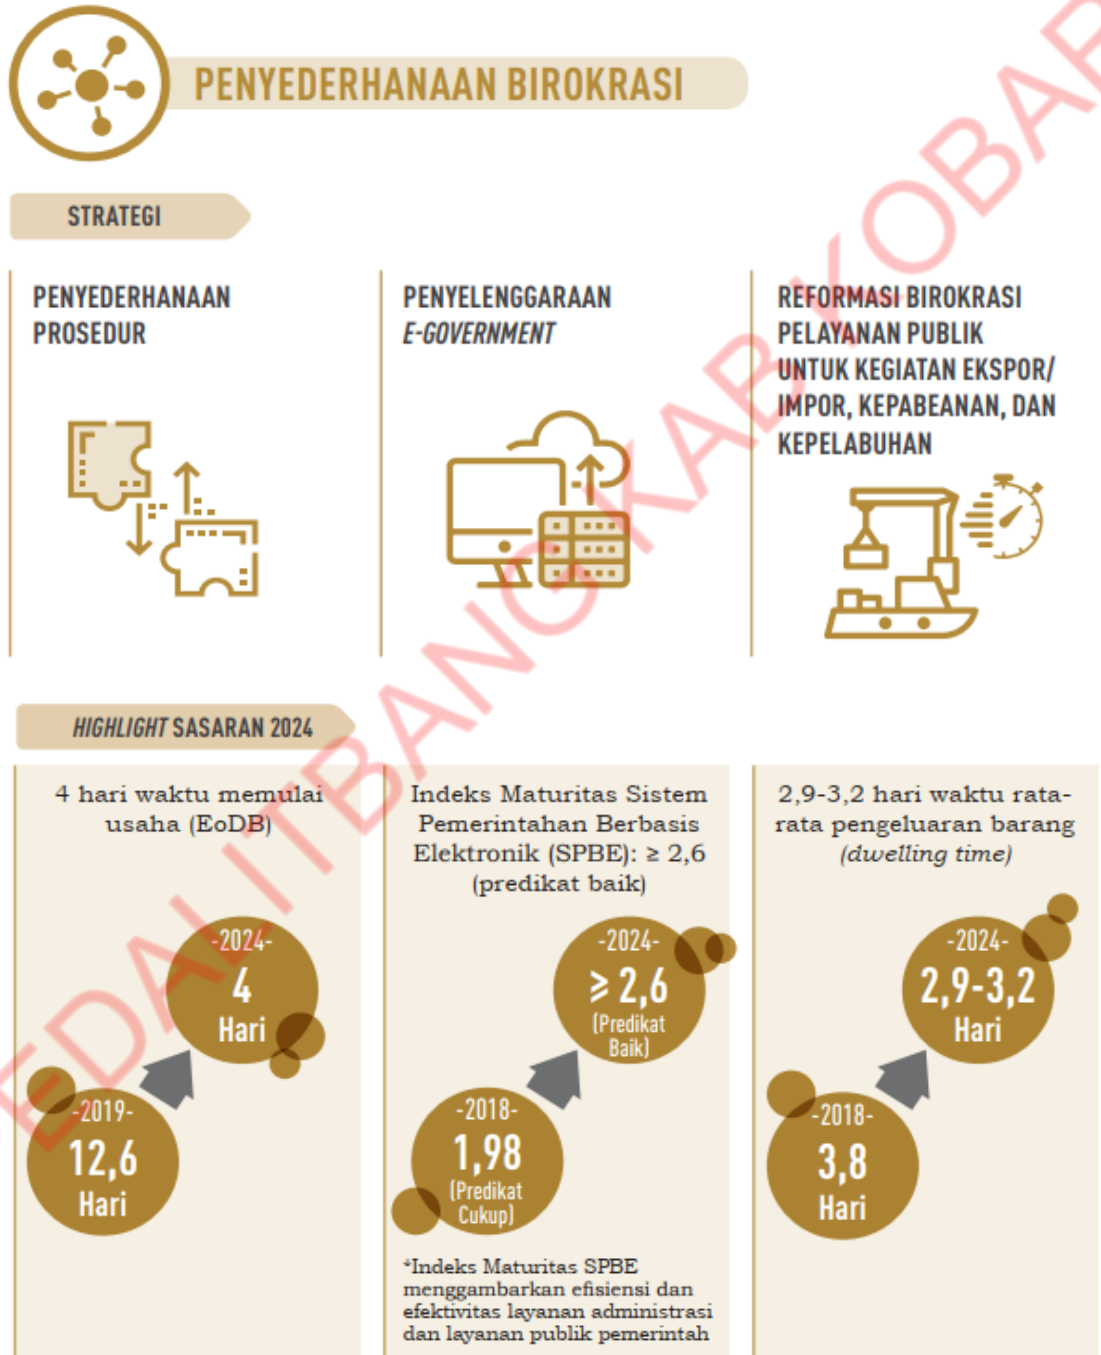 PENYEDERHANAAN BIROKRASI
STRATEGI
PENYEDERHANAAN
PROSEDUR
PENYELENGGARAAN
E-GOVERNMENT
REFORMASI BIROKRASI
PELAYANAN PUBLIK
UNTUK KEGIATAN EKSPOR/
IMPOR, KEPABEANAN, DAN
KEPELABUHAN
HIGHLIGHT SASARAN 2024
4 hari waktu memulai
usaha (EoDB)
-2024-
4
Hari
-2019-
12,6
Hari
Indeks Maturitas Sistem
Pemerintahan Berbasis
Elektronik (SPBE): ≥ 2,6
(predikat baik)
-2024-
≥ 2,6
(Predikat
Baik)
-2018-
1,98
(Predikat
Cukup)
*Indeks Maturitas SPBE
menggambarkan efisiensi dan
efektivitas layanan administrasi
dan layanan publik pemerintah
2,9-3,2 hari waktu rata-
rata pengeluaran barang
(dwelling time)
-2024-
2,9-3,2
Hari
-2018-
3,8
Hari
EDALITBANG KAB KOBAR